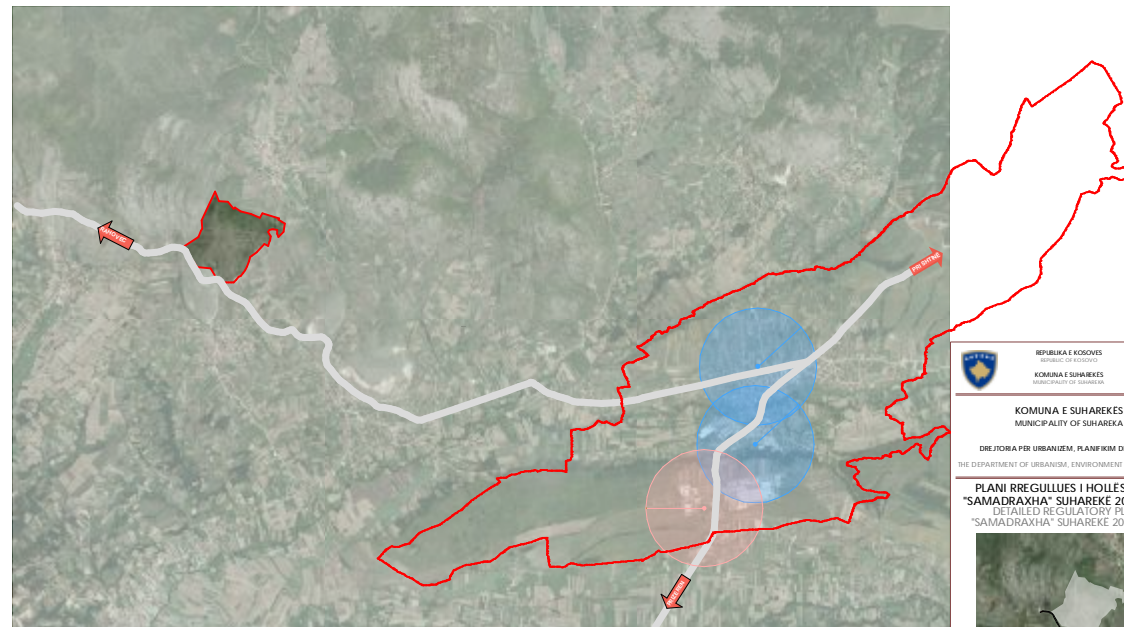 PRISHTINË
REPUBLIKA E KOSOVES
REPUBLIC OF KOSOVO
KOMUNA E SUHAREKËS
MUNICIPALITY OF SUHAREKA
KOMUNA E SUHAREKËS
MUNICIPALITY OF SUHAREKA
DREJTORIA PËR URBANIZËM, PLANIFIKIM
THE DEPARTMENT OF URBANISM, ENVIRONMENT
PLANI RREGULLUES I HOLLËS
"SAMADRAXHA" SUHAREKË 20
DETAILED REGULATORY PL
"SAMADRAXHA" SUHAREKË 20